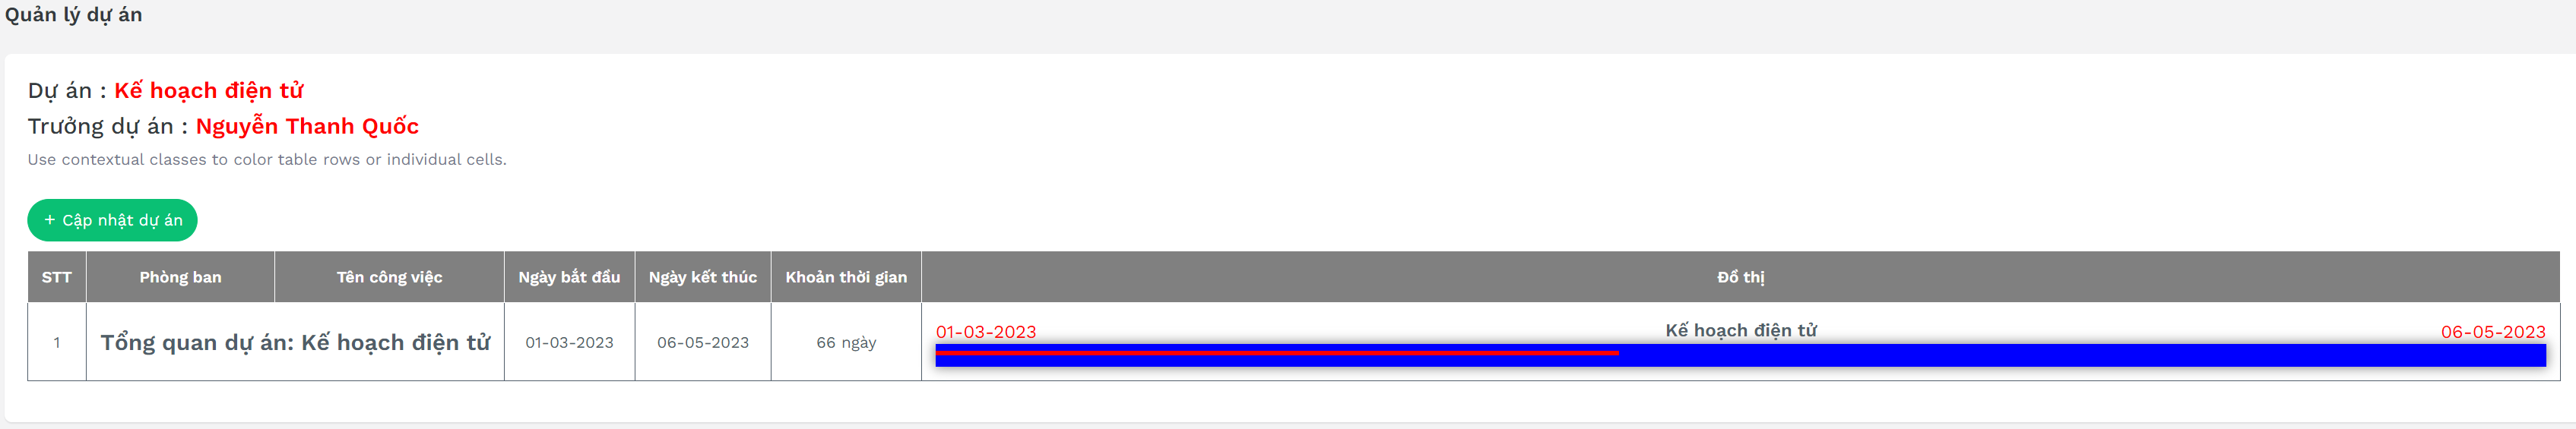 Quản lý dự án
Dự án : Kế hoạch điện tử
Trưởng dự án : Nguyễn Thanh Quốc
Use contextual classes to color table rows or individual cells.
+ Cập nhật dự án
STT Phòng ban Tên công việc Ngày bắt đầu Ngày kết thúc Khoản thời gian Đồ thị
1 Tổng quan dự án: Kế hoạch điện tử 01-03-2023 06-05-2023 66 ngày 01-03-2023 Kế hoạch điện tử 06-05-2023